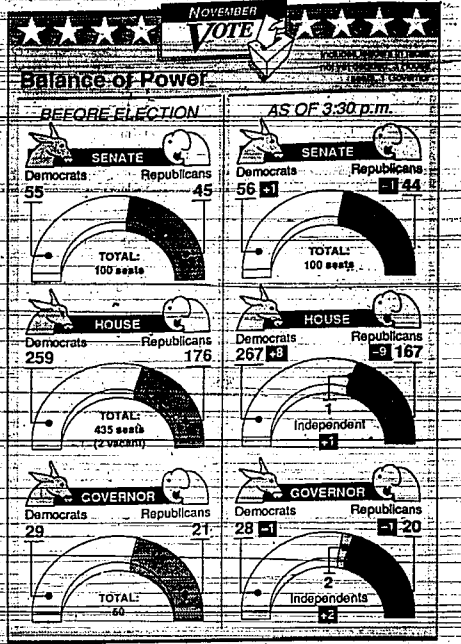 NOVEMBER
VOTE
Balance of Power
BEFORE ELECTION
SENATE
Democrats
55
Republicans
45
TOTAL:
100 seats
HOUSE
Democrats
259
Republicans
176
TOTAL:
435 seats
(2 vacant)
GOVERNOR
Democrats
29
Republicans
21
TOTAL:
50
AS OF 3:30 p.m.
SENATE
Democrats
56 +1
Republicans
-1 44
TOTAL:
100 seats
HOUSE
Democrats
267 +8
Republicans
-9 167
1
Independent
+1
GOVERNOR
Democrats
28 -1
Republicans
-1 20
2
Independents
+2